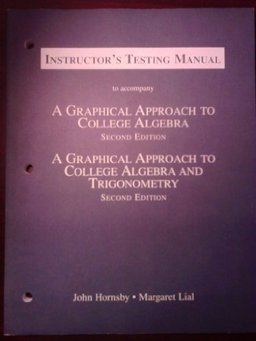 INSTRUCTOR'S TESTING MANUAL
to accompany
A GRAPHICAL APPROACH TO
COLLEGE ALGEBRA
SECOND EDITION
A GRAPHICAL APPROACH TO
COLLEGE ALGEBRA AND
TRIGONOMETRY
SECOND EDITION
John Hornsby • Margaret Lial